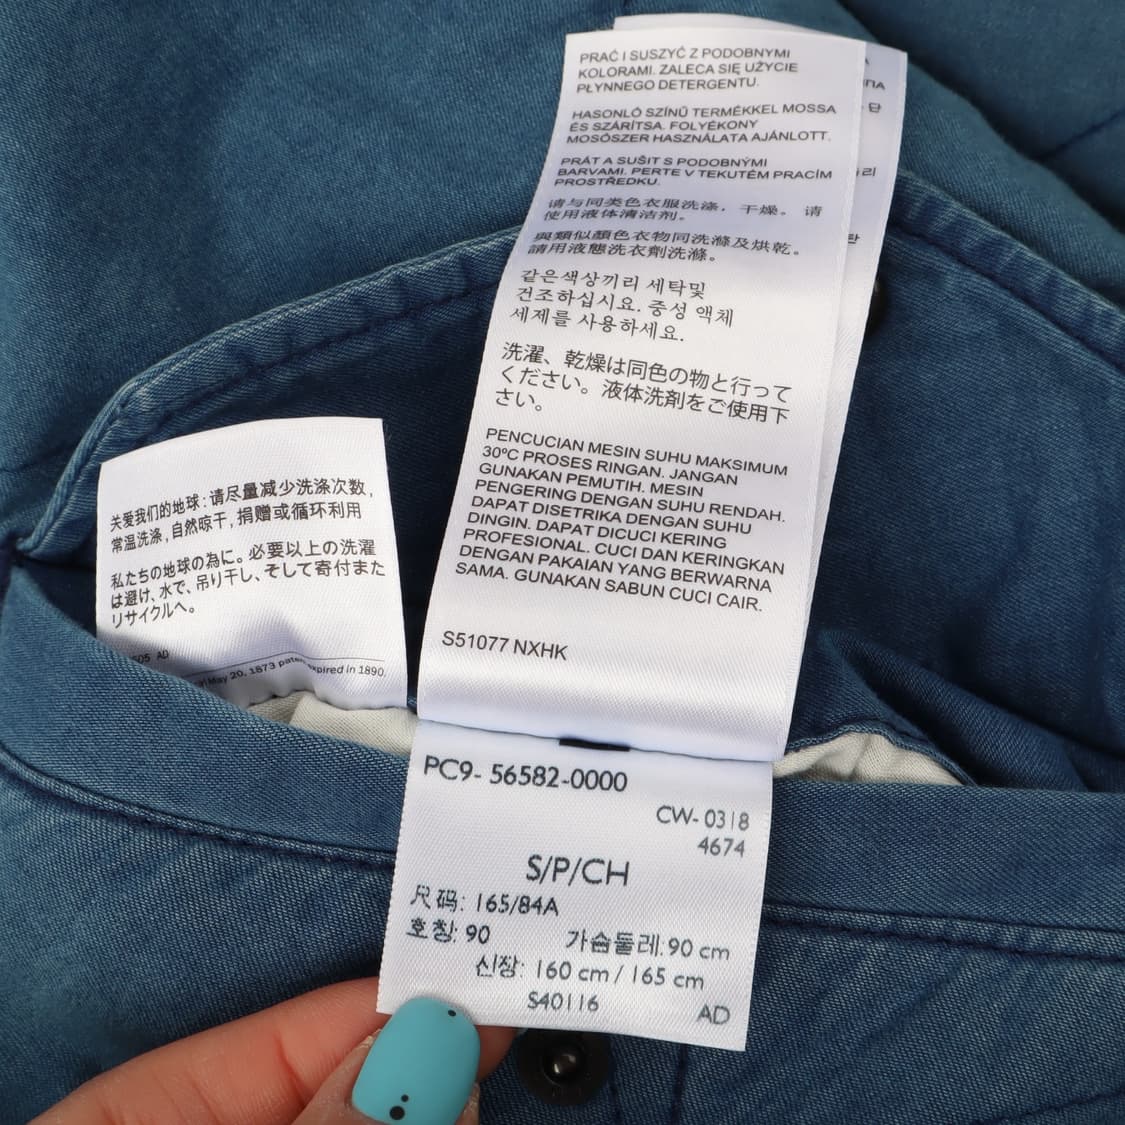 PRAĆ I SUSZYĆ Z PODOBNYMI
KOLORAMI. ZALECA SIĘ UŻYCIE
PŁYNNEGO DETERGENTU.
HASONLÓ SZÍNŰ TERMÉKKEL MOSSA
ÉS SZÁRÍTSA. FOLYÉKONY
MOSÓSZER HASZNÁLATA AJÁNLOTT.
PRÁT A SUŠIT S PODOBNÝMI
BARVAMI. PERTE V TEKUTÉM PRACÍM
PROSTŘEDKU.
请与同类色衣服洗涤，干燥。请
使用液体清洁剂。
與類似顏色衣物同洗滌及烘乾。
請用液態洗衣劑洗滌。
같은색상끼리 세탁및
건조하십시요. 중성 액체
세제를 사용하세요.
洗濯、乾燥は同色の物と行って
ください。液体洗剤をご使用下
さい。
PENCUCIAN MESIN SUHU MAKSIMUM
30ºC PROSES RINGAN. JANGAN
GUNAKAN PEMUTIH. MESIN
PENGERING DENGAN SUHU RENDAH.
DAPAT DISETRIKA DENGAN SUHU
DINGIN. DAPAT DICUCI KERING
PROFESIONAL. CUCI DAN KERINGKAN
DENGAN PAKAIAN YANG BERWARNA
SAMA. GUNAKAN SABUN CUCI CAIR.
S51077 NXHK
关爱我们的地球：请尽量减少洗涤次数，
常温洗涤，自然晾干，捐赠或循环利用
私たちの地球の為に。必要以上の洗濯
は避け、水で、吊り干し、そして寄付また
はリサイクルへ。
AD
May 20, 1873 expired in 1890.
PC9- 56582-0000
CW- 0318
4674
S/P/CH
尺码: 165/84A
호칭: 90 가슴둘레: 90 cm
신장: 160 cm / 165 cm
S40116 AD